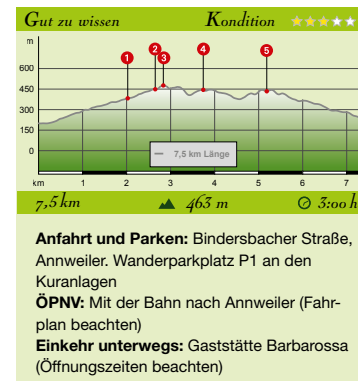 Gut zu wissen Kondition
m
1 2 3 4 5
600
450
300
150
0
7,5 km Länge
km 1 2 3 4 5 6 7
7,5 km 463 m 3:00 h
Anfahrt und Parken: Bindersbacher Straße,
Annweiler. Wanderparkplatz P1 an den
Kuranlagen
ÖPNV: Mit der Bahn nach Annweiler (Fahr-
plan beachten)
Einkehr unterwegs: Gaststätte Barbarossa
(Öffnungszeiten beachten)